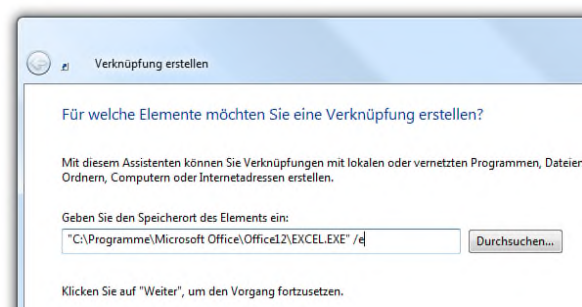 Verknüpfung erstellen
Für welche Elemente möchten Sie eine Verknüpfung erstellen?
Mit diesem Assistenten können Sie Verknüpfungen mit lokalen oder vernetzten Programmen, Dateien
Ordnern, Computern oder Internetadressen erstellen.
Geben Sie den Speicherort des Elements ein:
"C:\Programme\Microsoft Office\Office12\EXCEL.EXE" /e
Durchsuchen...
Klicken Sie auf "Weiter", um den Vorgang fortzusetzen.